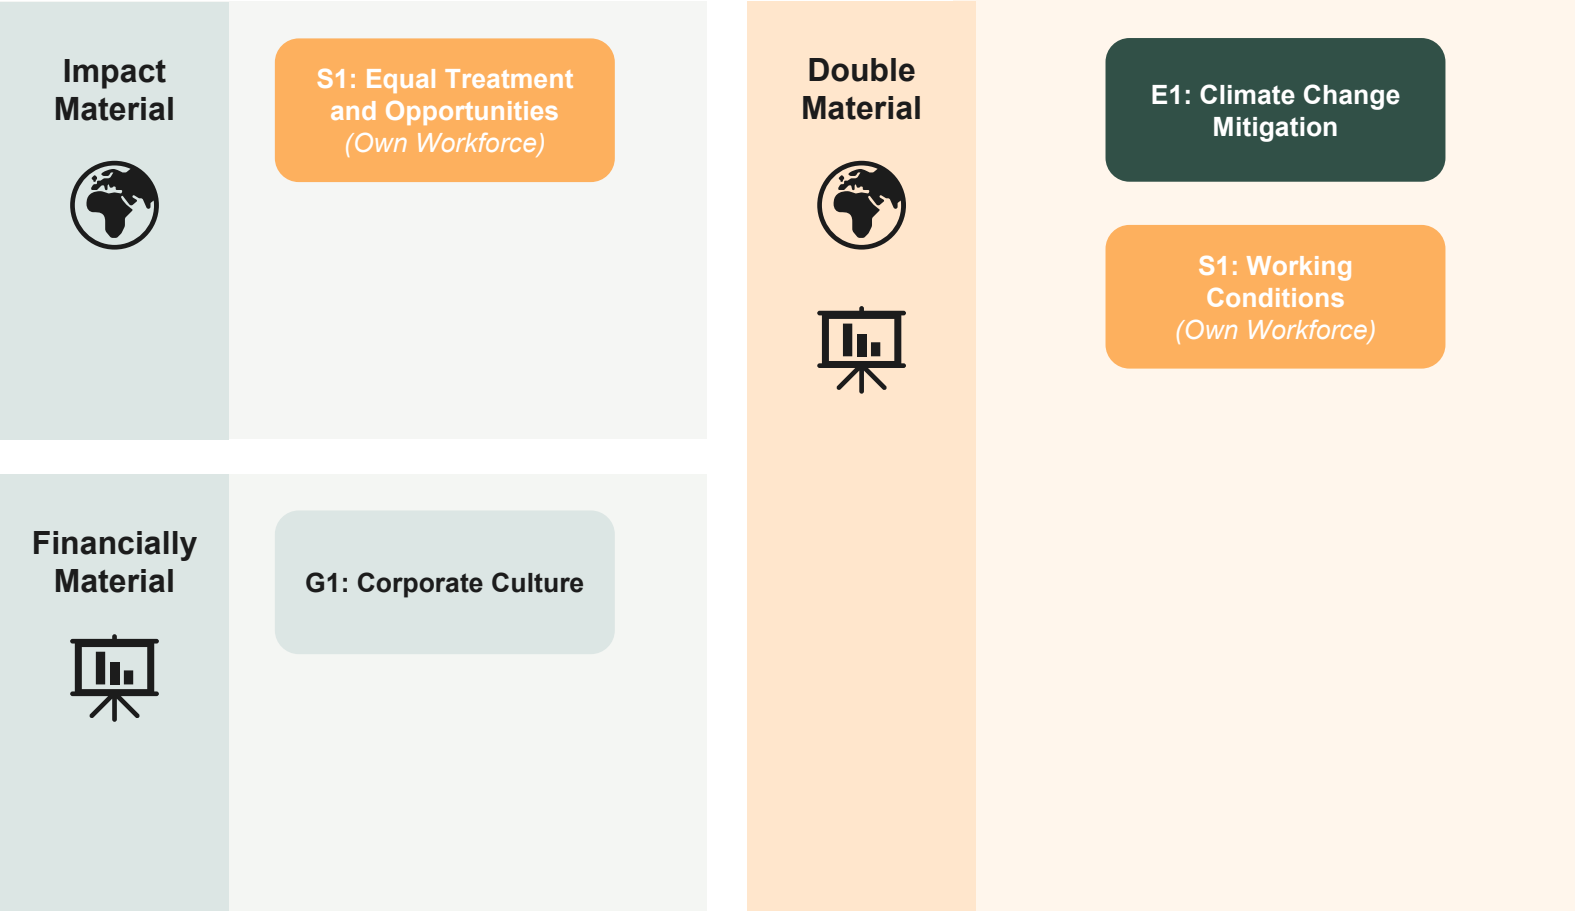 Impact
Material
S1: Equal Treatment
and Opportunities
(Own Workforce)
Financially
Material
G1: Corporate Culture
Double
Material
E1: Climate Change
Mitigation
S1: Working
Conditions
(Own Workforce)